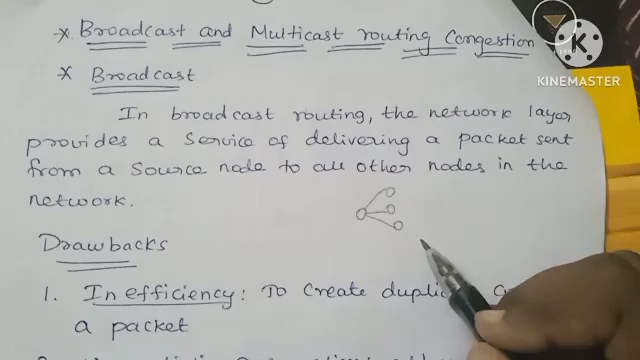 * Broadcast and Multicast routing Congestion
* Broadcast
In broadcast routing, the network layer
provides a service of delivering a packet sent
from a source node to all other nodes in the
network.
Drawbacks
1. Inefficiency: To create
a packet
KINEMASTER